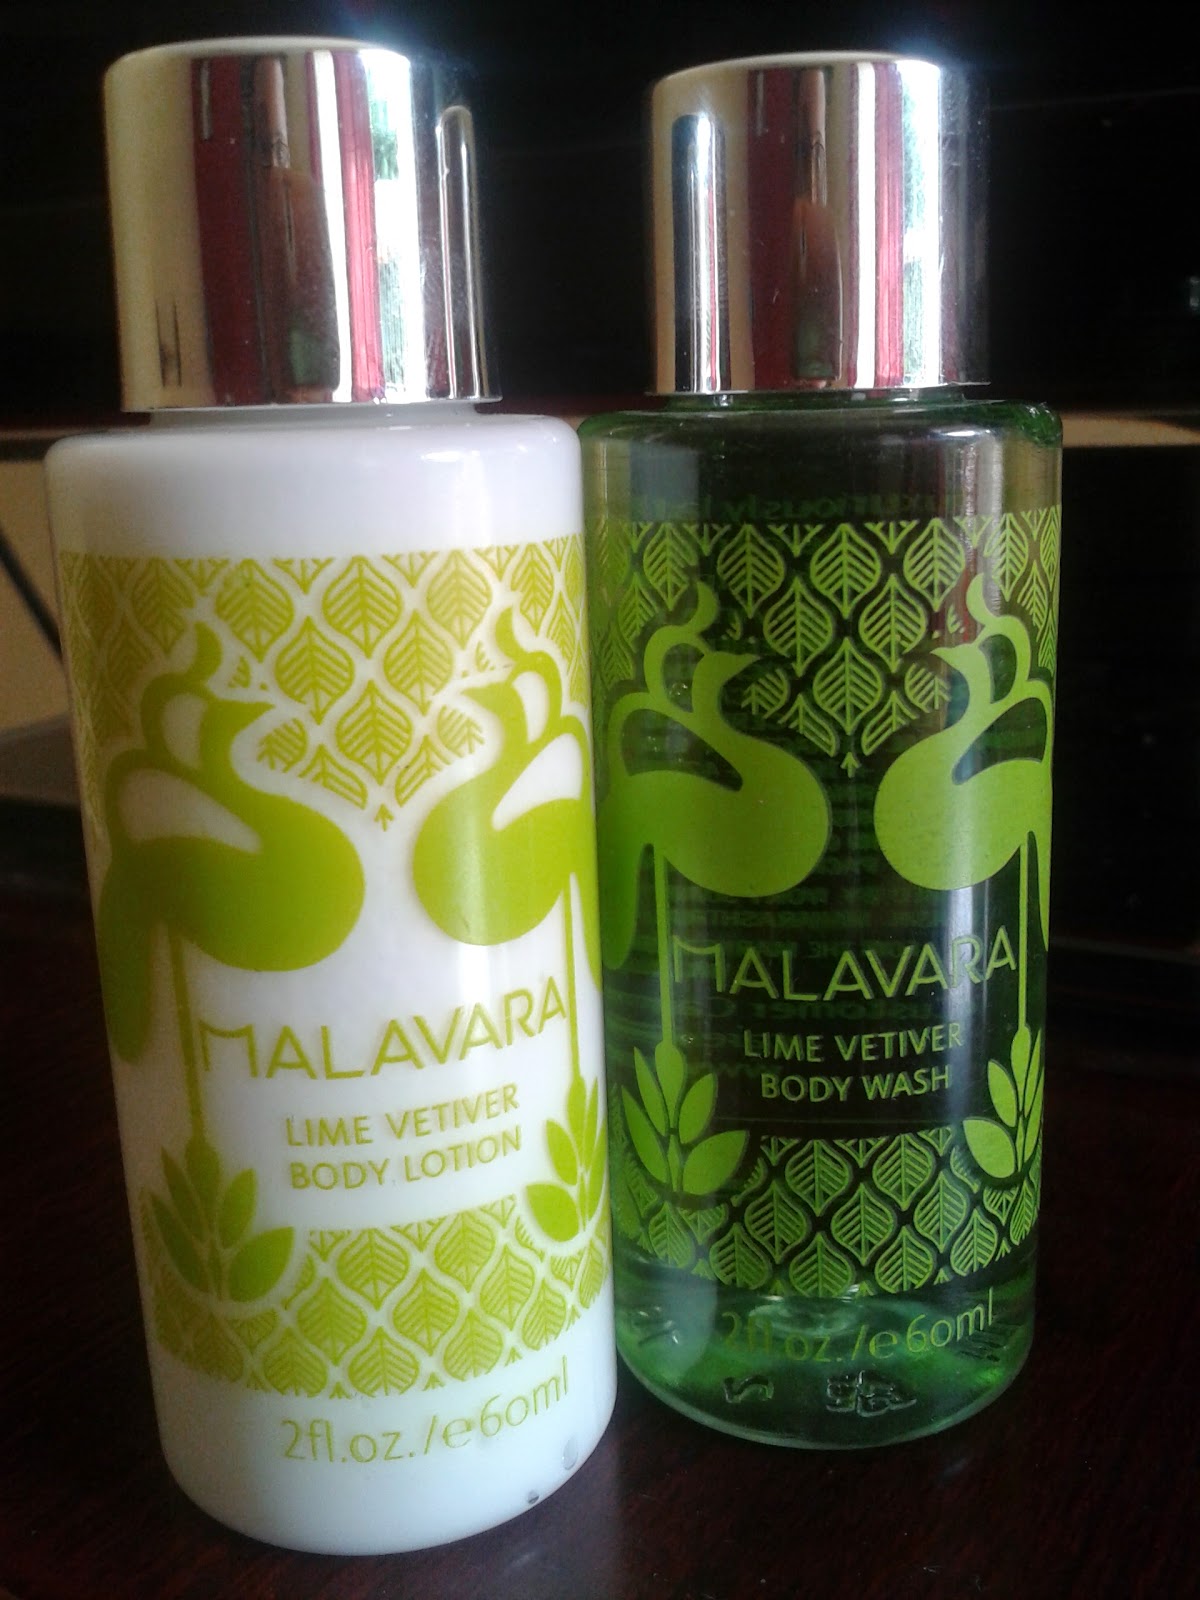 MALAVARA
LIME VETIVER
BODY LOTION
2fl.oz./e60ml
MALAVARA
LIME VETIVER
BODY WASH
2fl.oz./e60ml